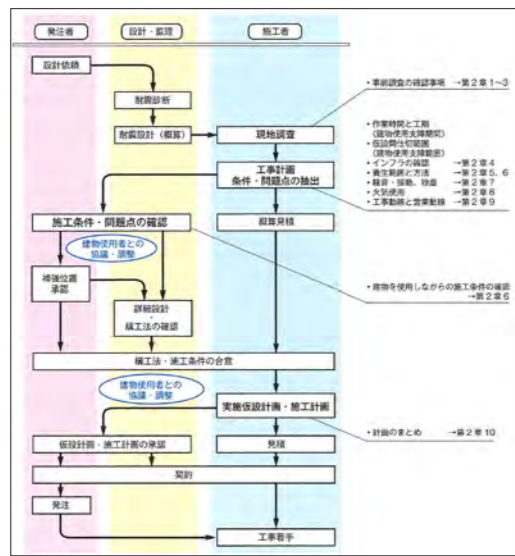 発注者
設計・監理
施工者
設計依頼
耐震診断
耐震設計（概算）
現地調査
・事前調査の確認事項　→第２章１～３
工事計画
条件・問題点の抽出
・作業時間と工期
（建物使用支障期間）
・仮設間仕切範囲
（建物使用支障範囲）
・インフラの確認　→第２章４
・養生範囲と方法　→第２章５、６
・騒音・振動、粉塵　→第２章７
・火気使用　→第２章８
・工事動線と営業動線　→第２章９
施工条件・問題点の確認
概算見積
建物使用者との
協議・調整
補強位置
承認
詳細設計
・
構工法の確認
・建物を使用しながらの施工条件の確認
→第２章６
構工法・施工条件の合意
建物使用者との
協議・調整
実施仮設計画・施工計画
仮設計画・施工計画の承認
見積
・計画のまとめ　→第２章１０
契約
発注
工事着手